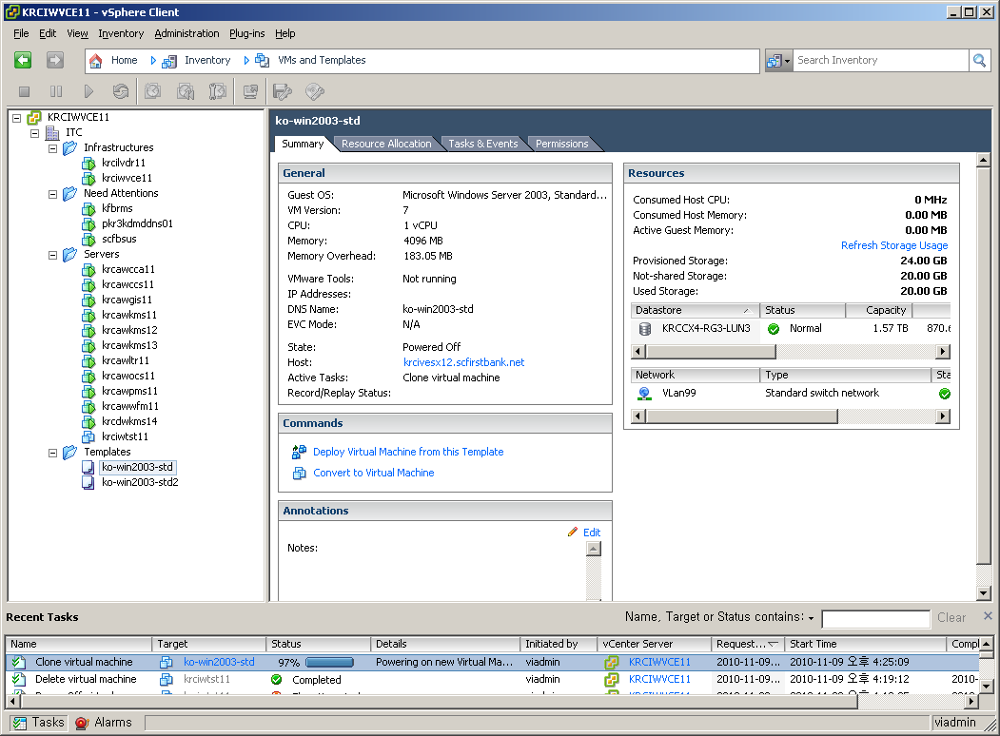 KRCIWVCE11 - vSphere Client
File Edit View Inventory Administration Plug-ins Help
Home Inventory VMs and Templates Search Inventory
KRCIWVCE11
ITC
Infrastructures
krcilvdr11
krciwvce11
Need Attentions
kfbrms
pkr3kdmddns01
scfbsus
Servers
krcawcca11
krcawccs11
krcawgis11
krcawkms11
krcawkms12
krcawkms13
krcawltr11
krcawocs11
krcawpms11
krcawwfm11
krcdwkms14
krciwtst11
Templates
ko-win2003-std
ko-win2003-std2
ko-win2003-std
Summary Resource Allocation Tasks & Events Permissions
General
Guest OS: Microsoft Windows Server 2003, Standard...
VM Version: 7
CPU: 1 vCPU
Memory: 4096 MB
Memory Overhead: 183.05 MB
VMware Tools: Not running
IP Addresses:
DNS Name: ko-win2003-std
EVC Mode: N/A
State: Powered Off
Host: krcivesx12.scfirstbank.net
Active Tasks: Clone virtual machine
Record/Replay Status:
Commands
Deploy Virtual Machine from this Template
Convert to Virtual Machine
Annotations
Edit
Notes:
Resources
Consumed Host CPU: 0 MHz
Consumed Host Memory: 0.00 MB
Active Guest Memory: 0.00 MB
Refresh Storage Usage
Provisioned Storage: 24.00 GB
Not-shared Storage: 20.00 GB
Used Storage: 20.00 GB
Datastore Status Capacity
KRCCX4-RG3-LUN3 Normal 1.57 TB 870.6
Network Type Sta
VLan99 Standard switch network
Recent Tasks Name, Target or Status contains: Clear
Name Target Status Details Initiated by vCenter Server Request... Start Time Compl
Clone virtual machine ko-win2003-std 97% Powering on new Virtual Ma... viadmin KRCIWVCE11 2010-11-09... 2010-11-09 오후 4:25:09
Delete virtual machine krciwtst11 Completed viadmin KRCIWVCE11 2010-11-09... 2010-11-09 오후 4:19:12 2010-
Tasks Alarms viadmin